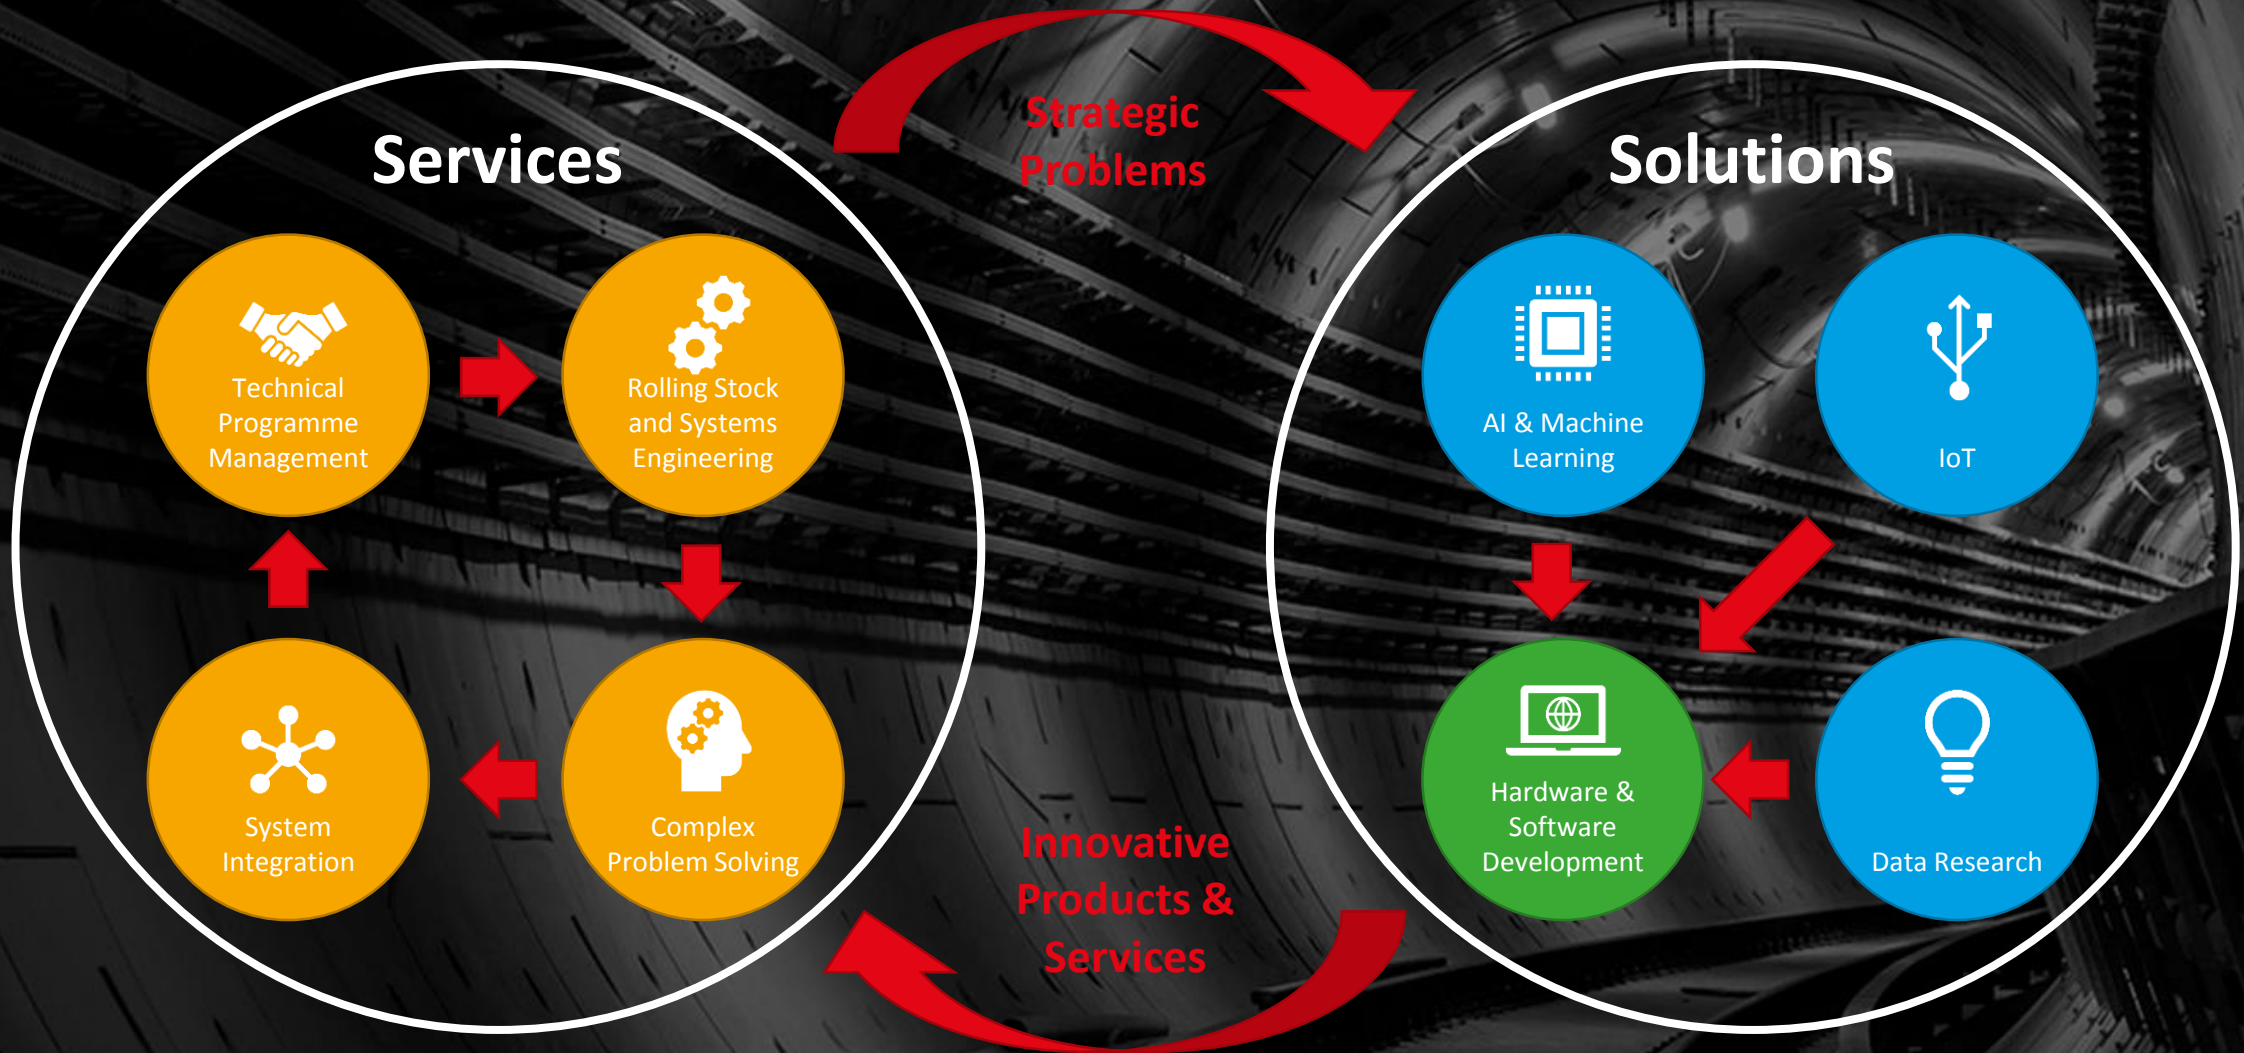 Services
Technical
Programme
Management
Rolling Stock
and Systems
Engineering
System
Integration
Complex
Problem Solving
Strategic
Problems
Innovative
Products &
Services
Solutions
AI & Machine
Learning
IoT
Hardware &
Software
Development
Data Research